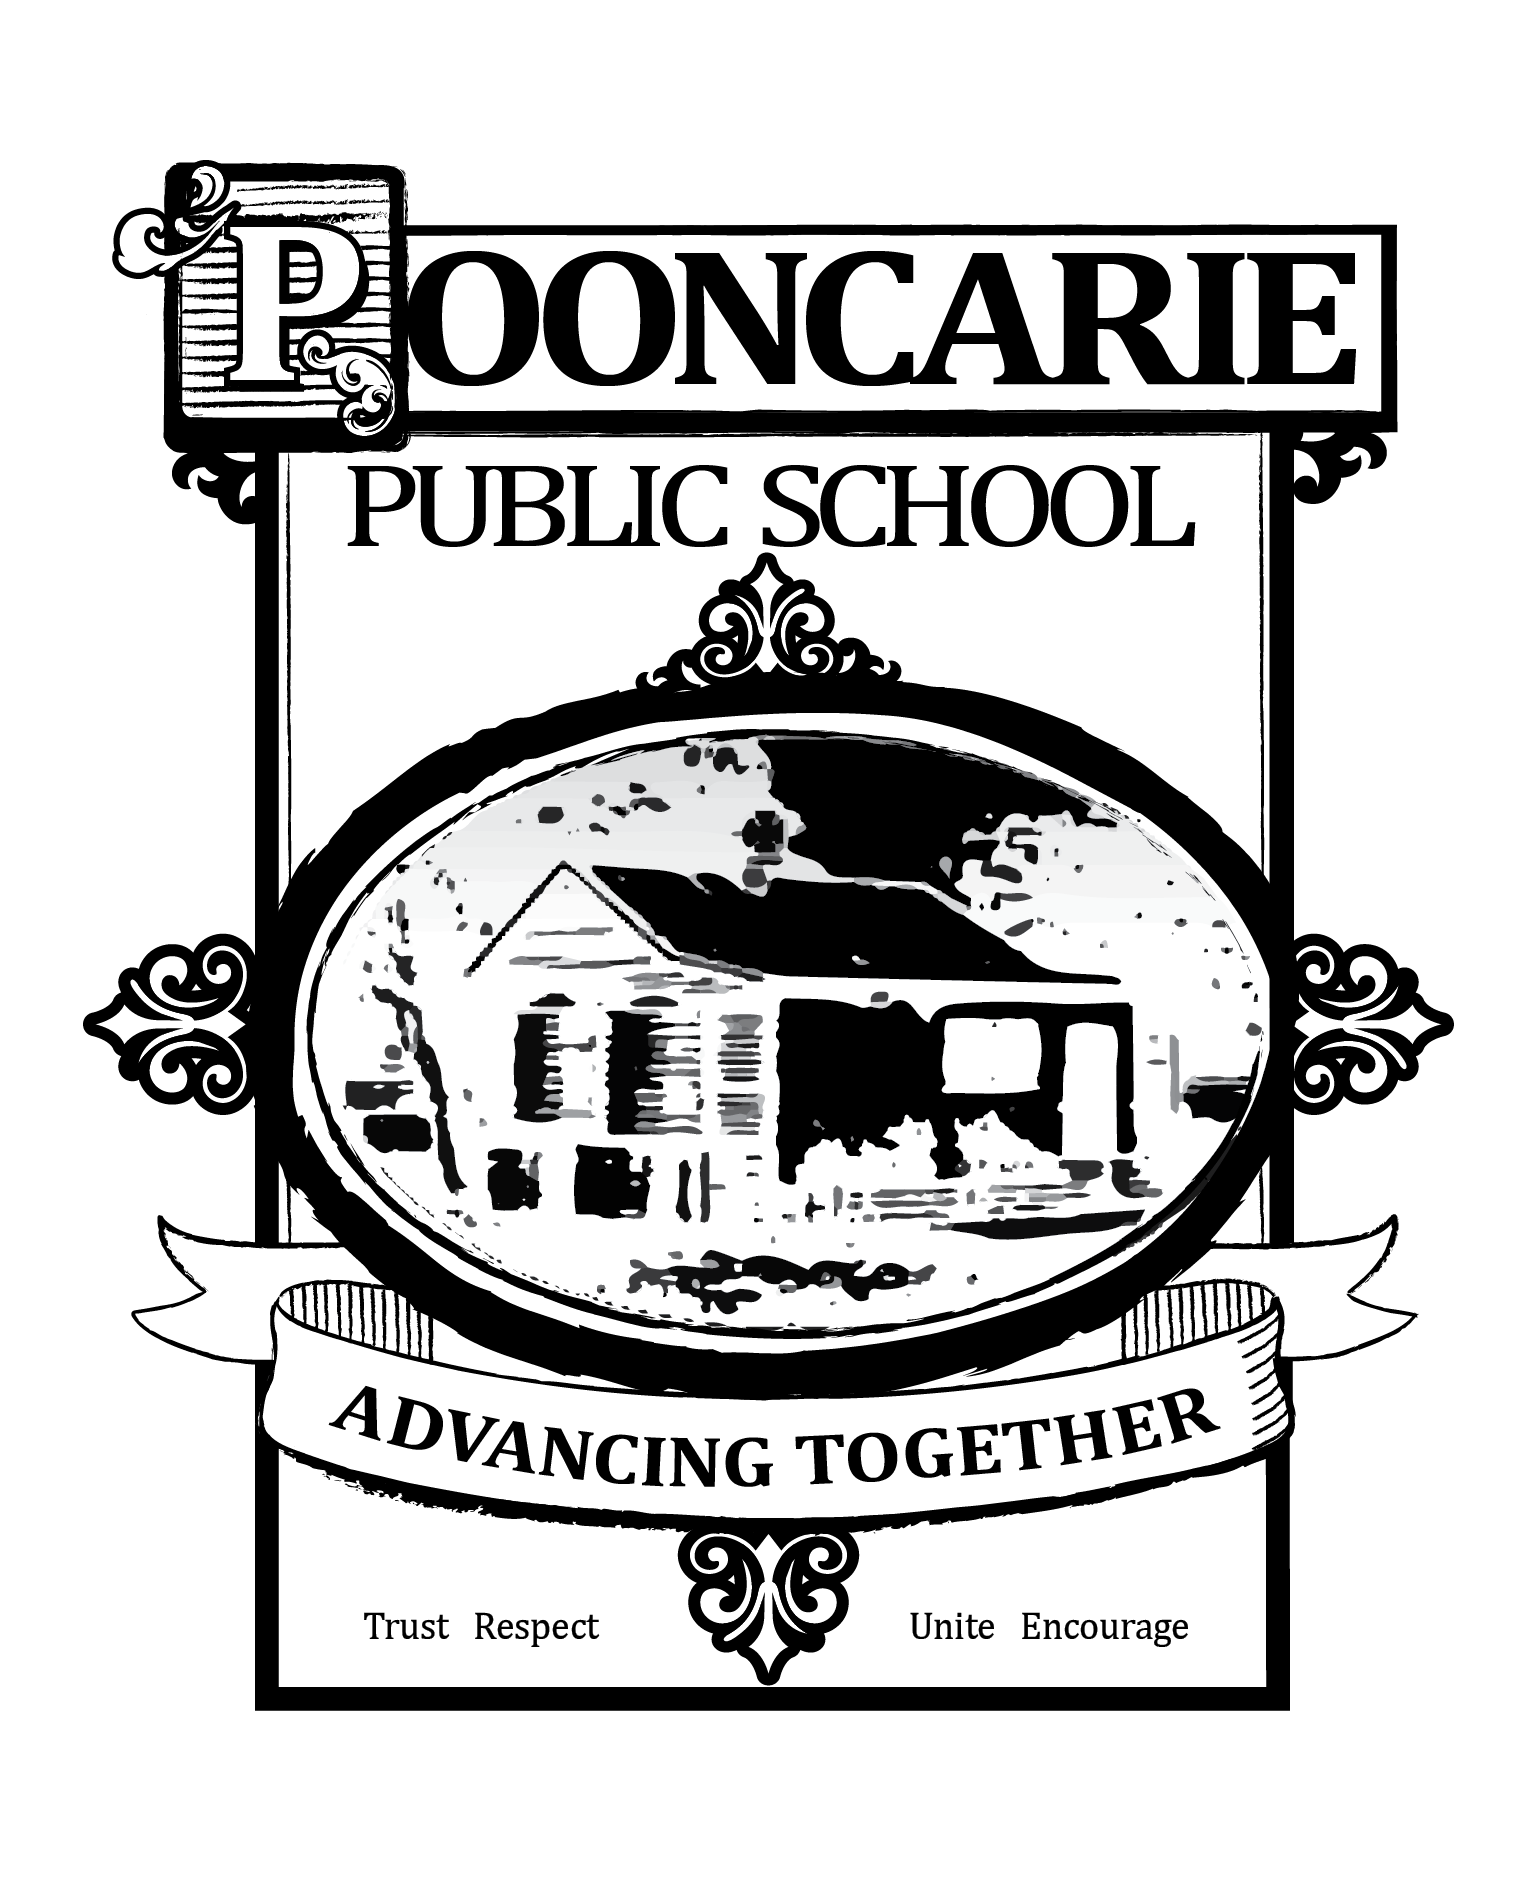 POONCARIE
PUBLIC SCHOOL
ADVANCING TOGETHER
Trust Respect Unite Encourage